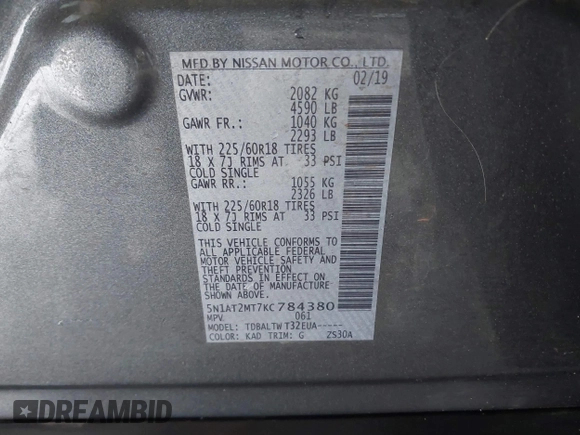 MFD.BY NISSAN MOTOR CO., LTD.
DATE: 02/19
GVWR: 2082 KG
4590 LB
GAWR FR.: 1040 KG
2293 LB
WITH 225/60R18 TIRES
18 X 7J RIMS AT 33 PSI
COLD SINGLE
GAWR RR.: 1055 KG
2326 LB
WITH 225/60R18 TIRES
18 X 7J RIMS AT 33 PSI
COLD SINGLE
THIS VEHICLE CONFORMS TO
ALL APPLICABLE FEDERAL
MOTOR VEHICLE SAFETY AND
THEFT PREVENTION
STANDARDS IN EFFECT ON
THE DATE OF MANUFACTURE
SHOWN ABOVE.
5N1AT2MT7KC784380
MPV. 061
MODEL: TDBALTW T32EUA-----
COLOR: KAD TRIM: G ZS30A
DREAMBID